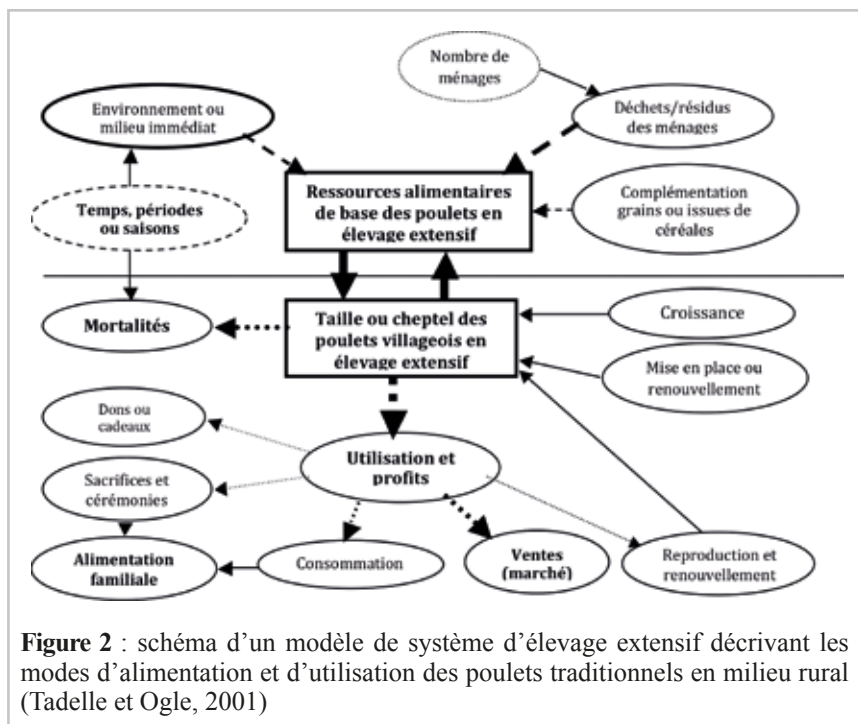 Nombre de
ménages
Environnement ou
milieu immédiat
Déchets/résidus
des ménages
Ressources alimentaires
de base des poulets en
élevage extensif
Complémentation
grains ou issues de
céréales
Temps, périodes
ou saisons
Mortalités
Taille ou cheptel des
poulets villageois en
élevage extensif
Croissance
Mise en place ou
renouvellement
Dons ou
cadeaux
Utilisation et
profits
Sacrifices et
cérémonies
Alimentation
familiale
Consommation
Ventes
(marché)
Reproduction et
renouvellement
Figure 2 : schéma d'un modèle de système d'élevage extensif décrivant les
modes d'alimentation et d'utilisation des poulets traditionnels en milieu rural
(Tadelle et Ogle, 2001)